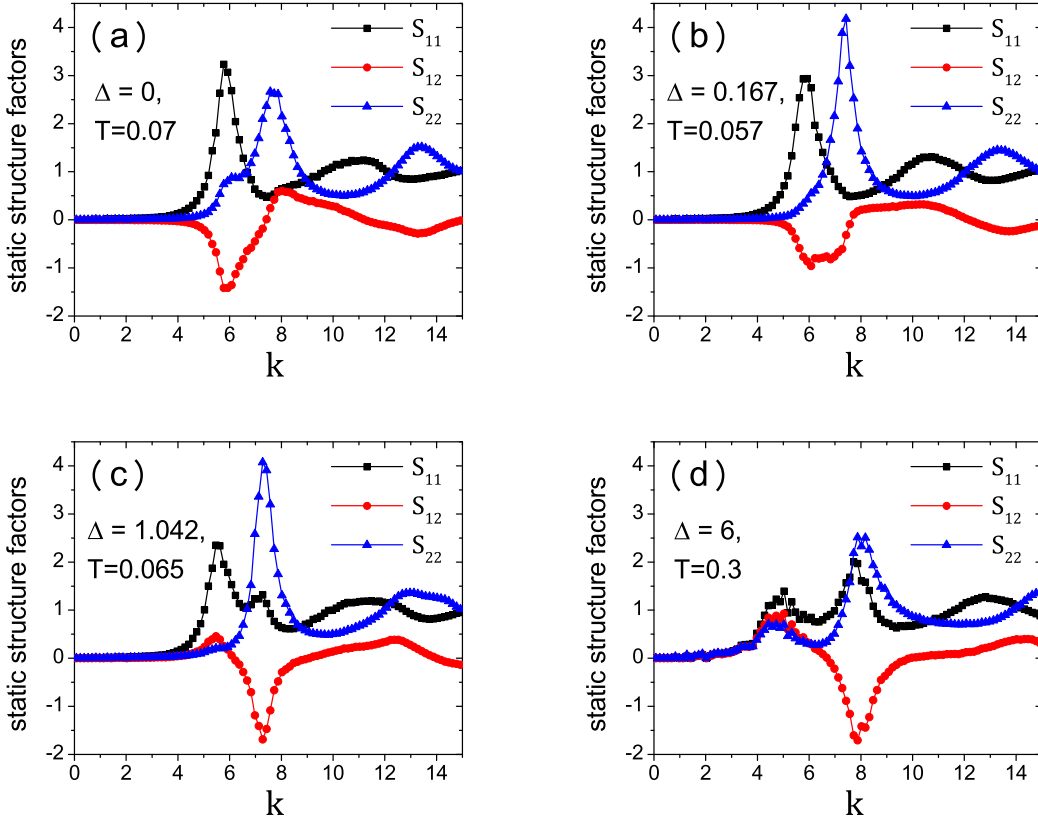 (a)
Δ = 0,
T=0.07
S11
S12
S22
static structure factors
4
3
2
1
0
-1
-2
0 2 4 6 8 10 12 14
k
(b)
Δ = 0.167,
T=0.057
S11
S12
S22
static structure factors
4
3
2
1
0
-1
-2
0 2 4 6 8 10 12 14
k
(c)
Δ = 1.042,
T=0.065
S11
S12
S22
static structure factors
4
3
2
1
0
-1
-2
0 2 4 6 8 10 12 14
k
(d)
Δ = 6,
T=0.3
S11
S12
S22
static structure factors
4
3
2
1
0
-1
-2
0 2 4 6 8 10 12 14
k